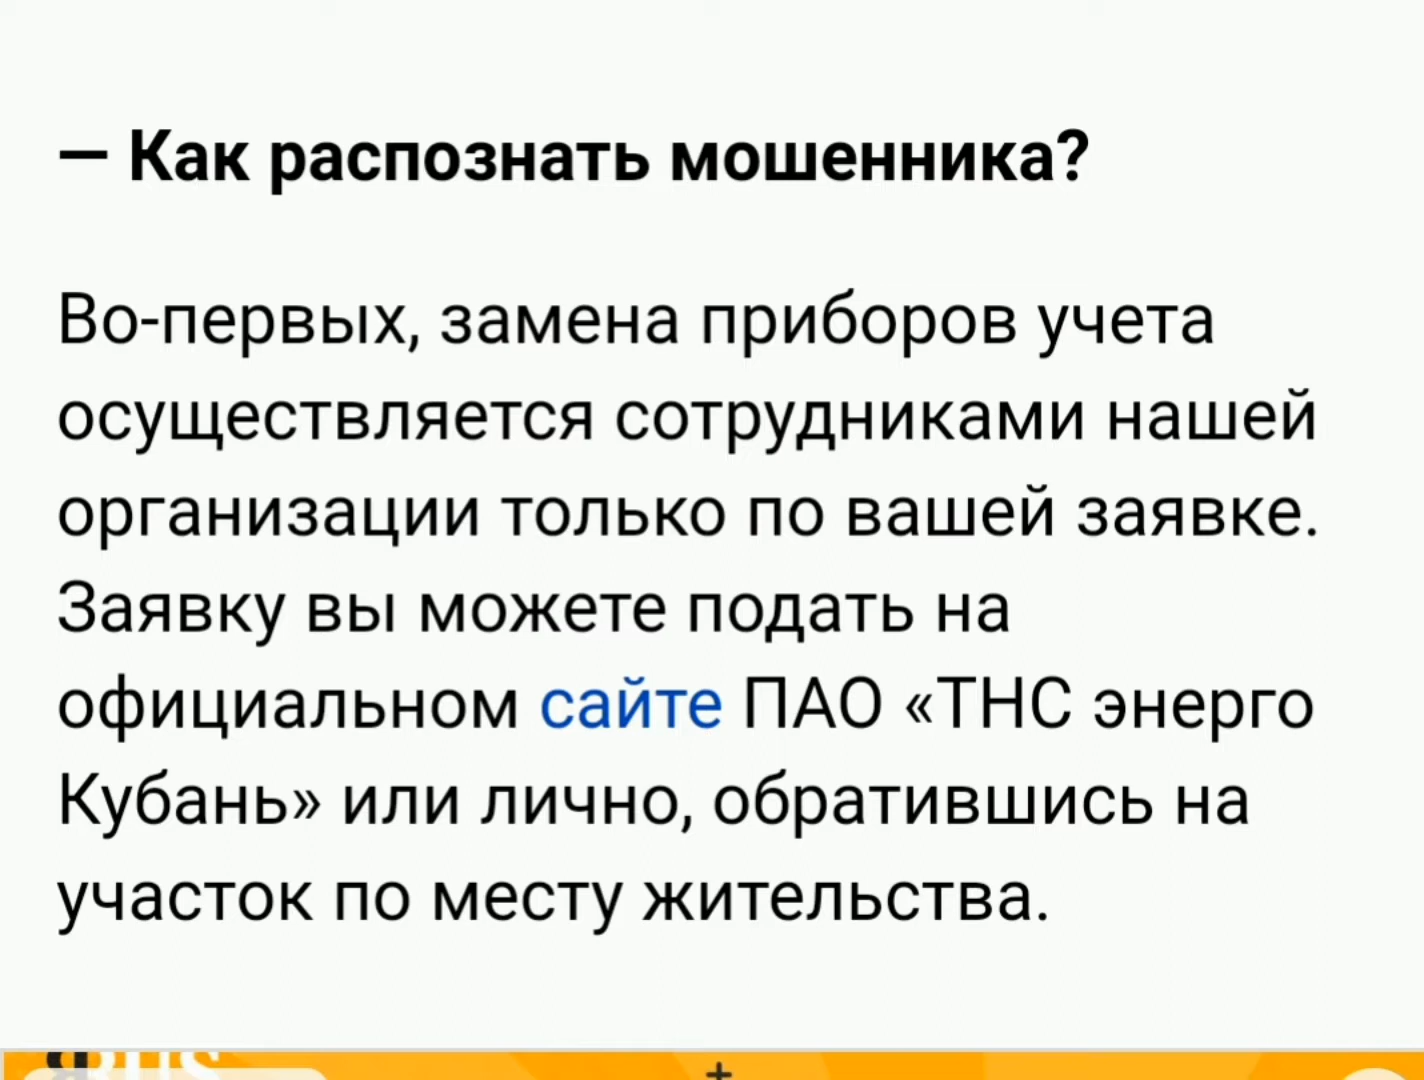 — Как распознать мошенника?
Во-первых, замена приборов учета
осуществляется сотрудниками нашей
организации только по вашей заявке.
Заявку вы можете подать на
официальном сайте ПАО «ТНС энерго
Кубань» или лично, обратившись на
участок по месту жительства.